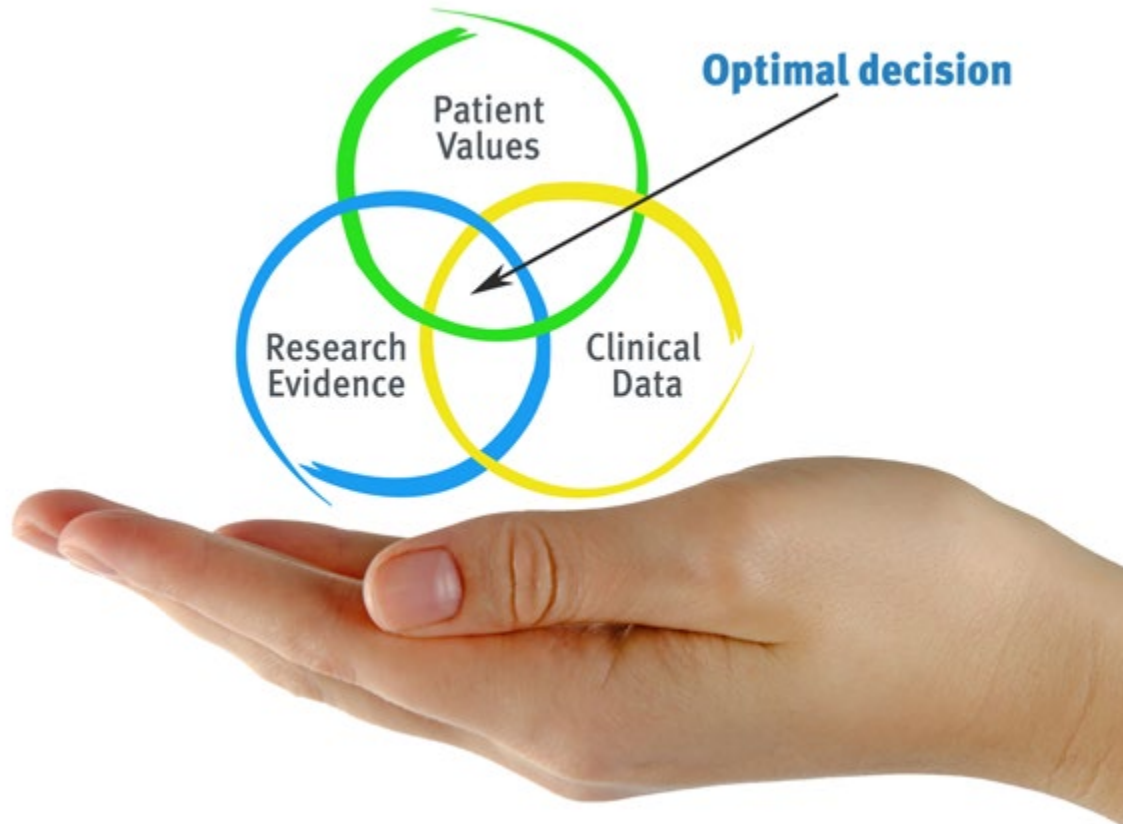 Optimal decision
Patient
Values
Research
Evidence
Clinical
Data